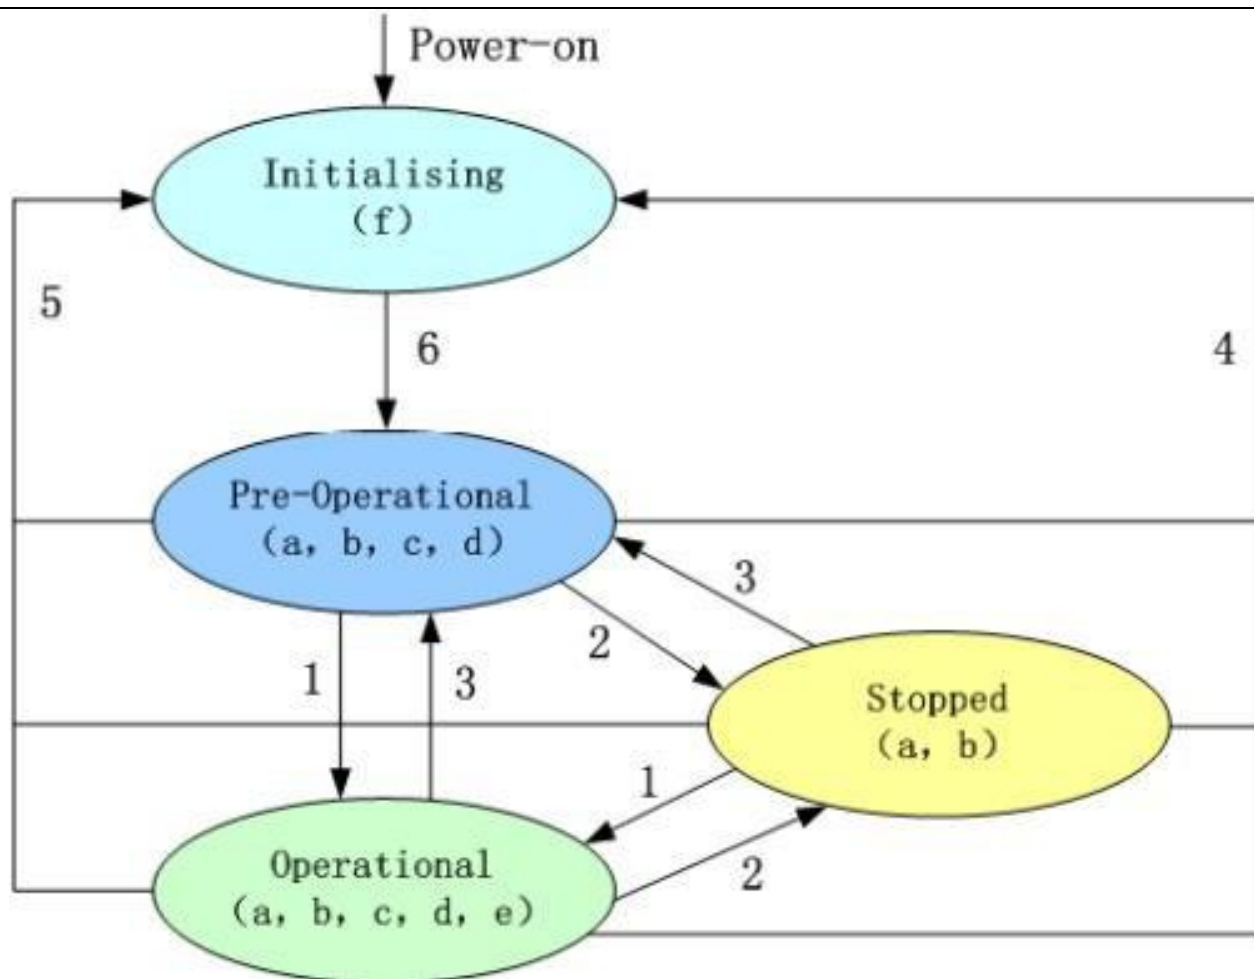 Power-on
Initialising
(f)
5
6
4
Pre-Operational
(a, b, c, d)
3
2
1
3
Stopped
(a, b)
1
2
Operational
(a, b, c, d, e)